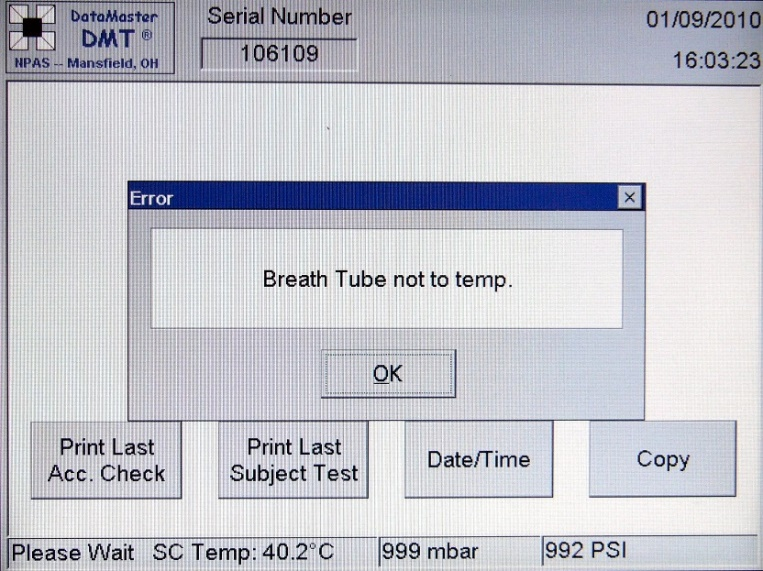 DataMaster
DMT ®
NPAS -- Mansfield, OH
Serial Number
106109
01/09/2010
16:03:23
Error
Breath Tube not to temp.
OK
Print Last
Acc. Check
Print Last
Subject Test
Date/Time
Copy
Please Wait SC Temp: 40.2°C 999 mbar 992 PSI